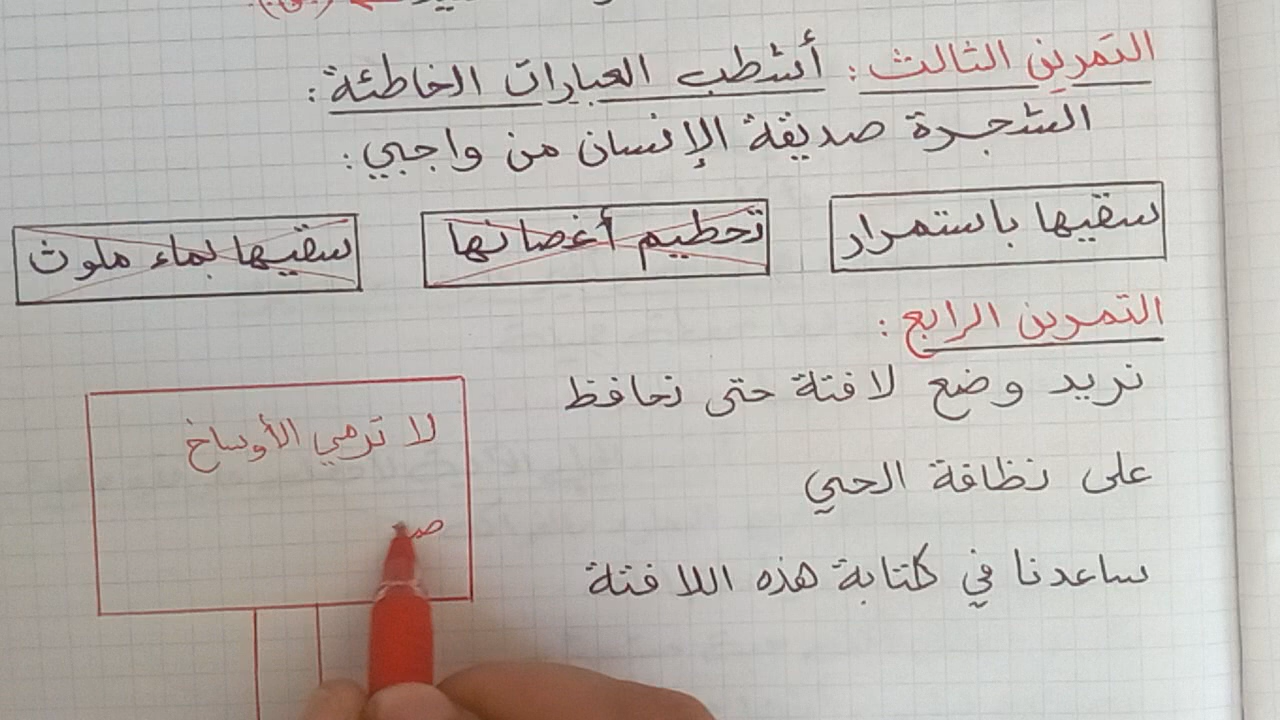 التمرين الثالث: أشطب العبارات الخاطئة:
الشجرة صديقة الإنسان من واجبي:
سقيها باستمرار
تحطيم أغصانها
سقيها بماء ملوث
التمرين الرابع:
نريد وضع لافتة حتى نحافظ
على نظافة الحي
ساعدنا في كتابة هذه اللافتة
لا ترمي الأوساخ